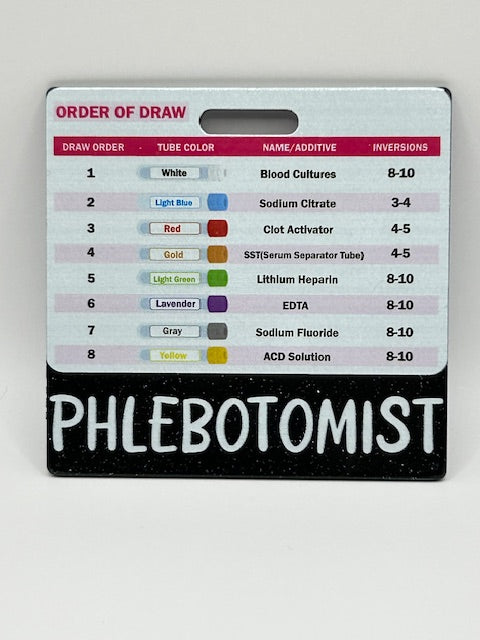 ORDER OF DRAW
DRAW ORDER - TUBE COLOR NAME/ADDITIVE INVERSIONS
1 White Blood Cultures 8-10
2 Light Blue Sodium Citrate 3-4
3 Red Clot Activator 4-5
4 Gold SST(Serum Separator Tube) 4-5
5 Light Green Lithium Heparin 8-10
6 Lavender EDTA 8-10
7 Gray Sodium Fluoride 8-10
8 Yellow ACD Solution 8-10
PHLEBOTOMIST